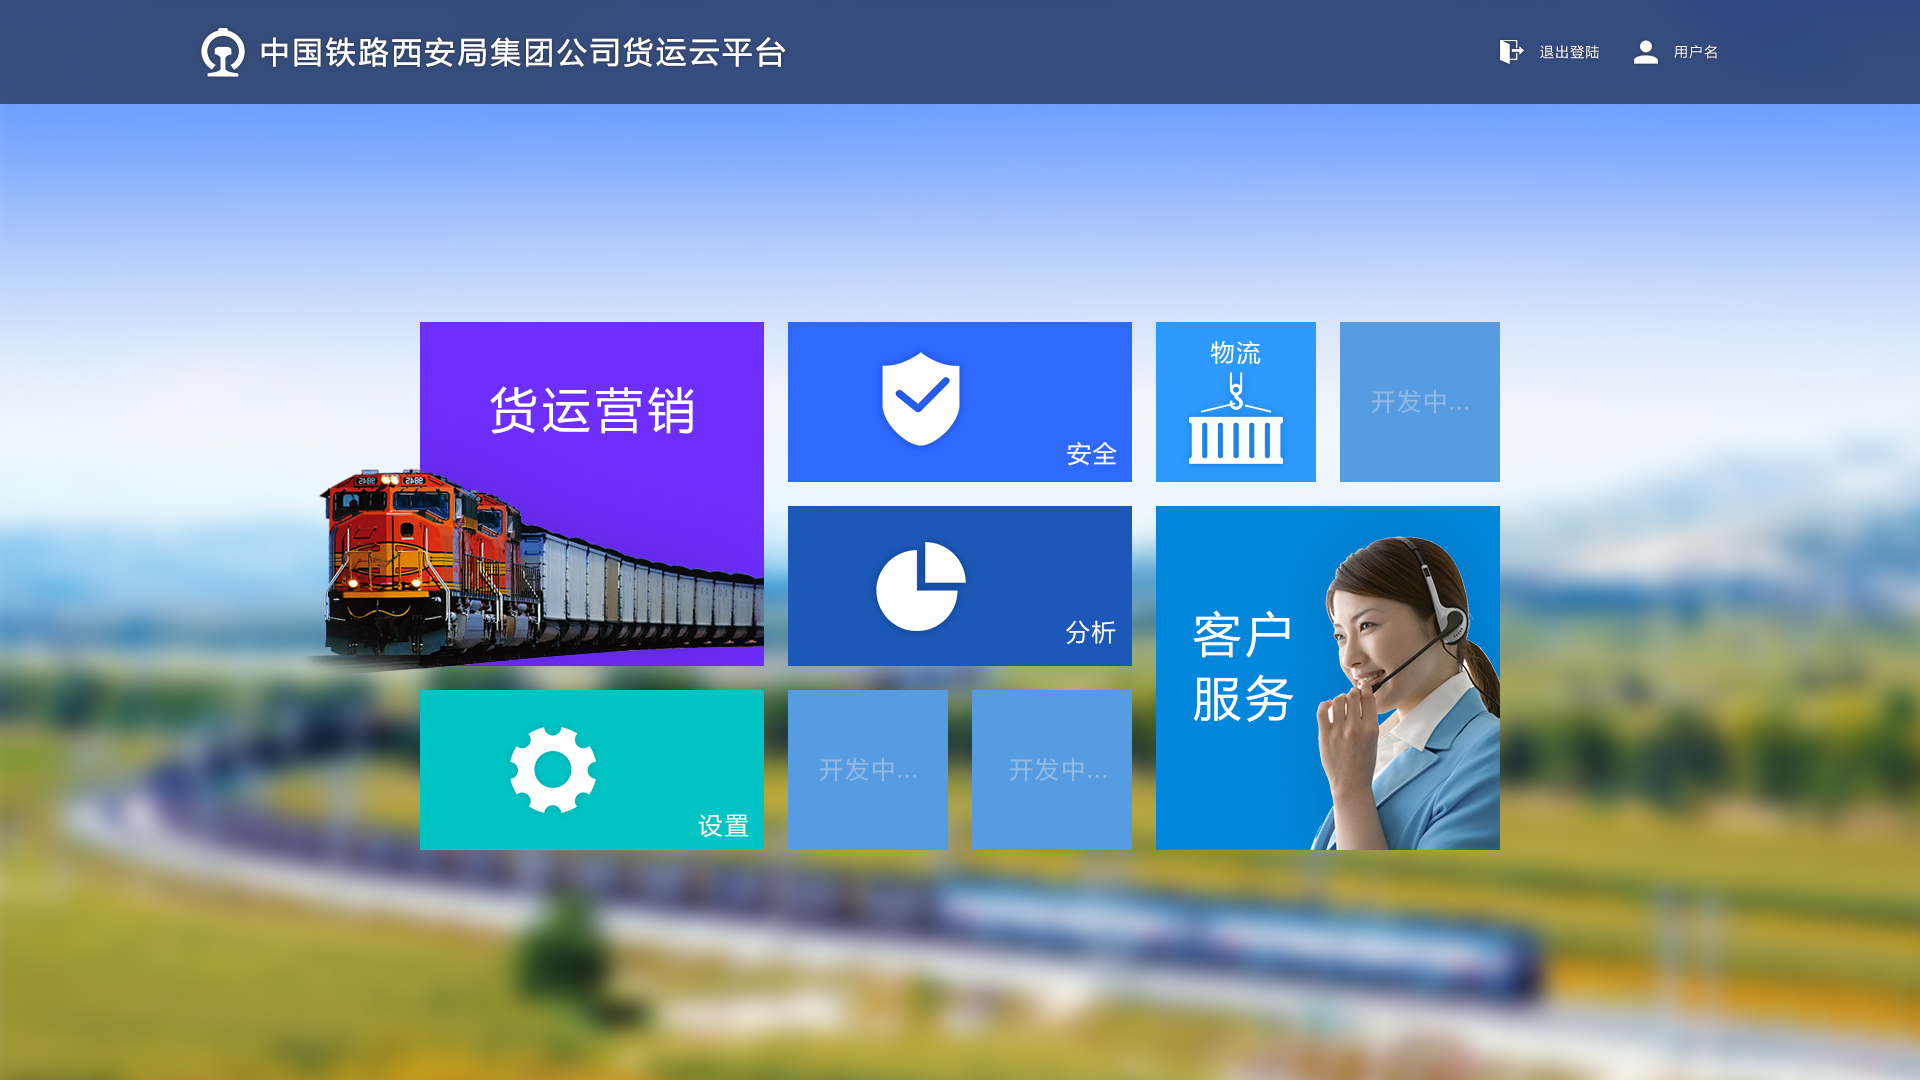 中国铁路西安局集团公司货运云平台
退出登陆
用户名
货运营销
安全
物流
开发中...
分析
客户
服务
设置
开发中...
开发中...
9845
9845